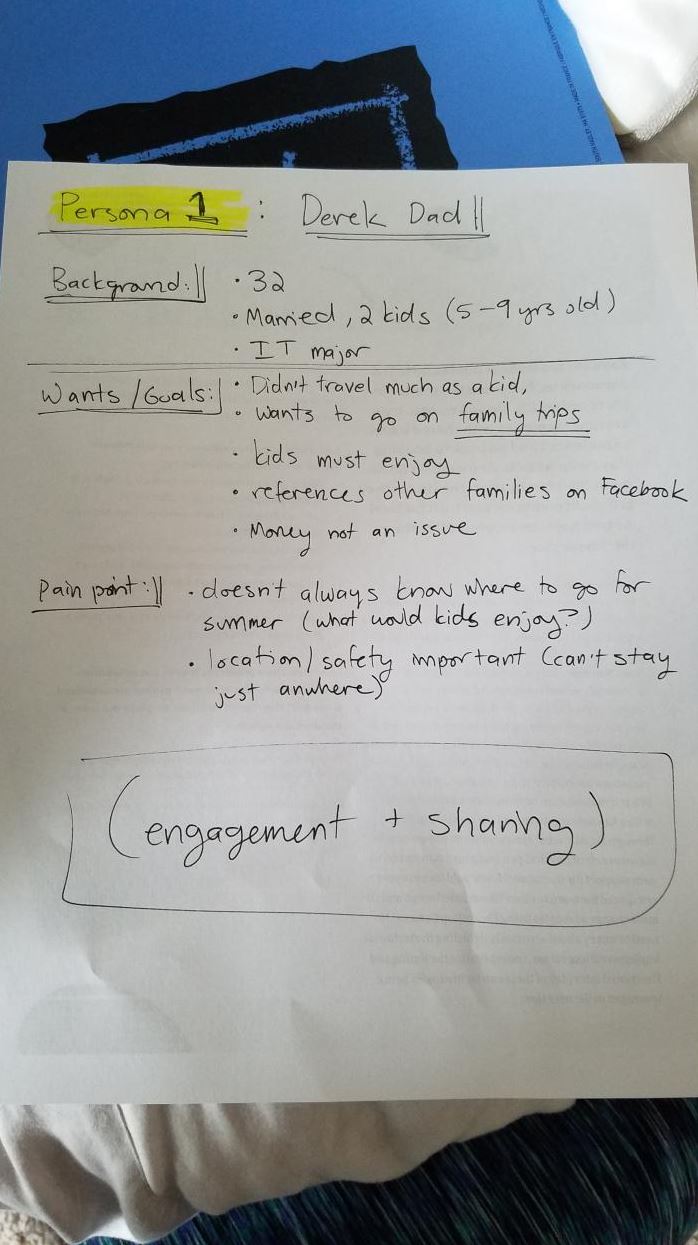 Persona 1 : Derek Dad
Background: • 32
• Married, 2 kids (5-9 yrs old)
• IT major
Wants/Goals: • Didn't travel much as a kid,
• wants to go on family trips
• kids must enjoy
• references other families on Facebook
• Money not an issue
Pain point: • doesn't always know where to go for
summer (what would kids enjoy?)
• location/safety important (can't stay
just anwhere)
(engagement + sharing)